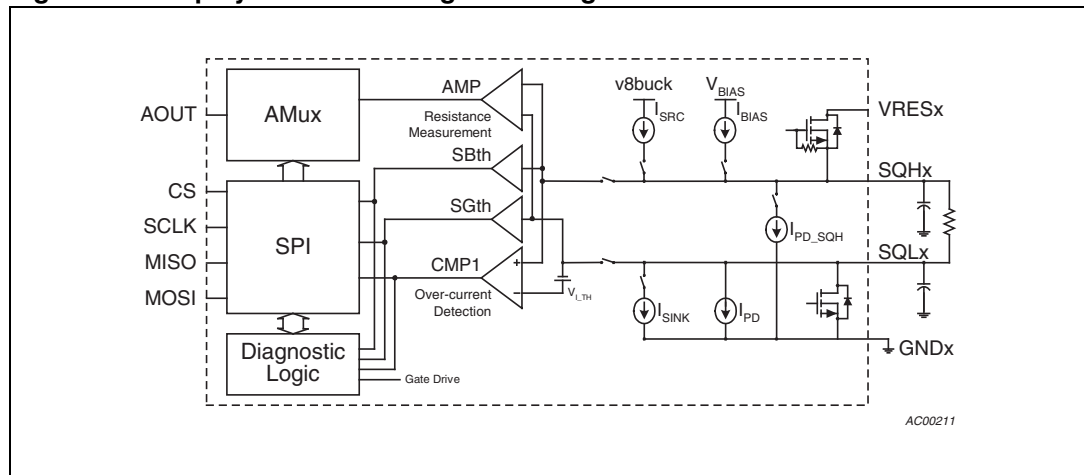 AMP
v8buck
V_BIAS
AOUT
AMux
Resistance
Measurement
I_SRC
I_BIAS
VRESx
SBth
SQHx
CS
SCLK
MISO
MOSI
SPI
SGth
I_PD_SQH
CMP1
Over-current
Detection
+
−
V_I_TH
SQLx
I_SINK
I_PD
GNDx
Diagnostic
Logic
Gate Drive
AC00211